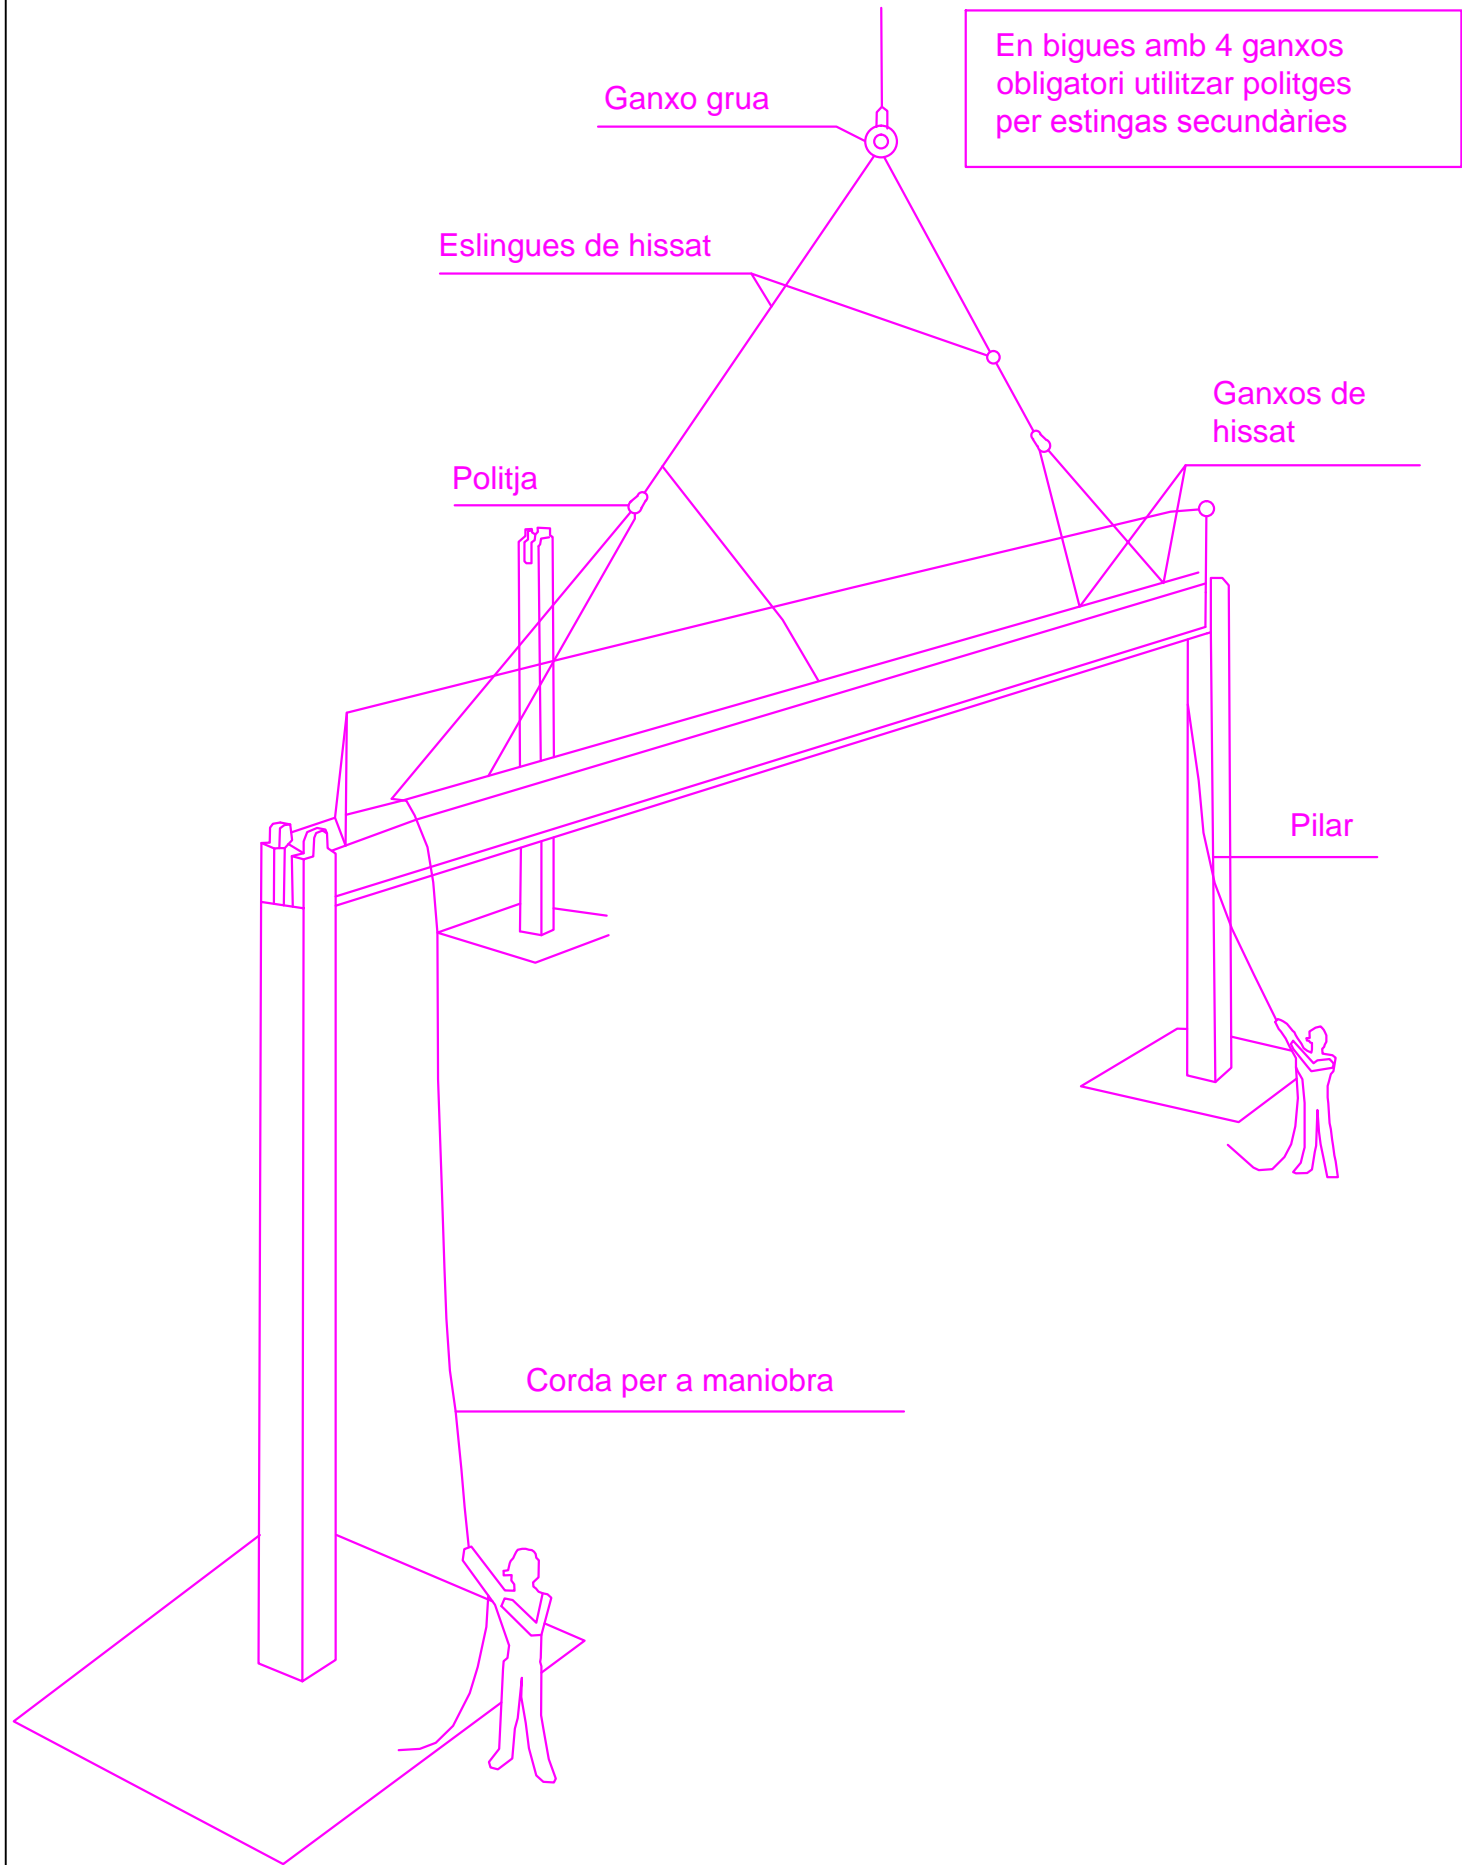 En bigues amb 4 ganxos
obligatori utilitzar politges
per estingas secundàries
Ganxo grua
Eslingues de hissat
Ganxos de
hissat
Politja
Pilar
Corda per a maniobra